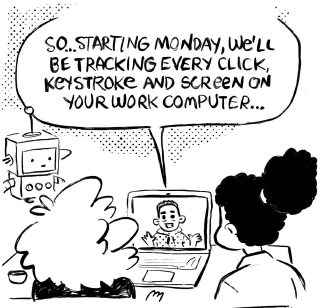 SO...STARTING MONDAY, WE'LL
BE TRACKING EVERY CLICK,
KEYSTROKE AND SCREEN ON
YOUR WORK COMPUTER...